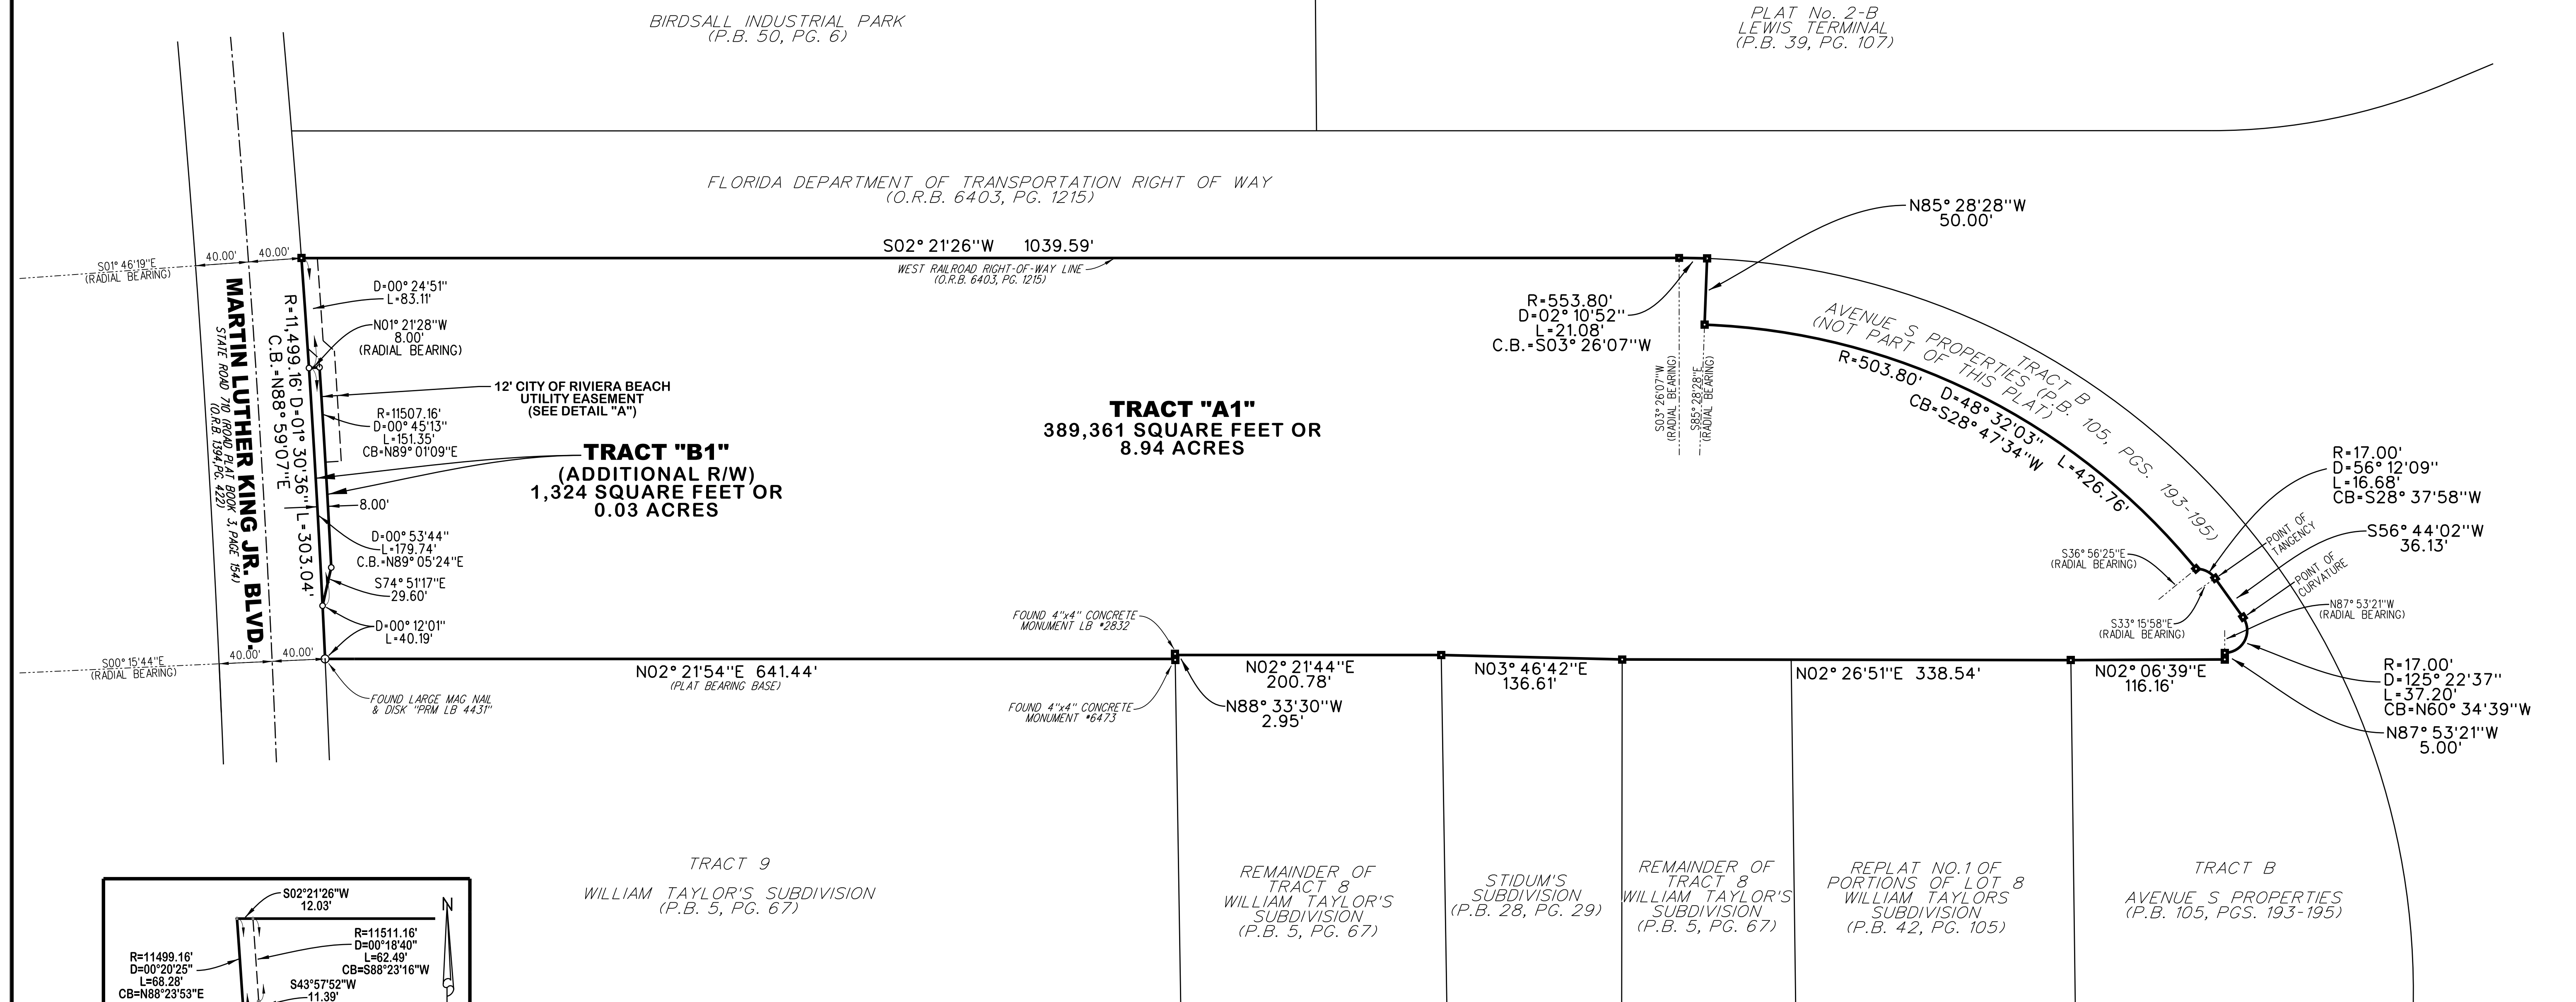 BIRDSALL INDUSTRIAL PARK
(P.B. 50, PG. 6)
PLAT No. 2-B
LEWIS TERMINAL
(P.B. 39, PG. 107)
FLORIDA DEPARTMENT OF TRANSPORTATION RIGHT OF WAY
(O.R.B. 6403, PG. 1215)
N85°28'28"W
50.00'
S02°21'26"W 1039.59'
WEST RAILROAD RIGHT-OF-WAY LINE
(O.R.B. 6403, PG. 1215)
40.00'
40.00'
S01°46'19"E
(RADIAL BEARING)
MARTIN LUTHER KING JR. BLVD.
STATE ROAD 710 (ROAD PLAT BOOK 3, PAGE 154)
(O.R.B. 1394,PG. 422)
R=11,499.16' D=01°30'36" L=303.04'
C.B.=N88°59'07"E
D=00°24'51"
L=83.11'
N01°21'28"W
8.00'
(RADIAL BEARING)
12' CITY OF RIVIERA BEACH
UTILITY EASEMENT
(SEE DETAIL "A")
R=11507.16'
D=00°45'13"
L=151.35'
CB=N89°01'09"E
TRACT "B1"
(ADDITIONAL R/W)
1,324 SQUARE FEET OR
0.03 ACRES
8.00'
D=00°53'44"
L=179.74'
C.B.=N89°05'24"E
S74°51'17"E
29.60'
D=00°12'01"
L=40.19'
40.00'
40.00'
S00°15'44"E
(RADIAL BEARING)
TRACT "A1"
389,361 SQUARE FEET OR
8.94 ACRES
R=553.80'
D=02°10'52"
L=21.08'
C.B.=S03°26'07"W
S03°26'07"W
(RADIAL BEARING)
S85°28'28"E
(RADIAL BEARING)
TRACT B
AVENUE S PROPERTIES (P.B. 105, PGS. 193-195)
(NOT PART OF THIS PLAT)
R=503.80' D=48°32'03" L=426.76'
CB=S28°47'34"W
R=17.00'
D=56°12'09"
L=16.68'
CB=S28°37'58"W
POINT OF
TANGENCY
S56°44'02"W
36.13'
POINT OF
CURVATURE
S36°56'25"E
(RADIAL BEARING)
N87°53'21"W
(RADIAL BEARING)
S33°15'58"E
(RADIAL BEARING)
FOUND 4"x4" CONCRETE
MONUMENT LB #2832
N02°21'54"E 641.44'
(PLAT BEARING BASE)
FOUND LARGE MAG NAIL
& DISK "PRM LB 4431"
FOUND 4"x4" CONCRETE
MONUMENT #6473
N88°33'30"W
2.95'
N02°21'44"E
200.78'
N03°46'42"E
136.61'
N02°26'51"E 338.54'
N02°06'39"E
116.16'
R=17.00'
D=125°22'37"
L=37.20'
CB=N60°34'39"W
N87°53'21"W
5.00'
TRACT 9
WILLIAM TAYLOR'S SUBDIVISION
(P.B. 5, PG. 67)
REMAINDER OF
TRACT 8
WILLIAM TAYLOR'S
SUBDIVISION
(P.B. 5, PG. 67)
STIDUM'S
SUBDIVISION
(P.B. 28, PG. 29)
REMAINDER OF
TRACT 8
WILLIAM TAYLOR'S
SUBDIVISION
(P.B. 5, PG. 67)
REPLAT NO.1 OF
PORTIONS OF LOT 8
WILLIAM TAYLORS
SUBDIVISION
(P.B. 42, PG. 105)
TRACT B
AVENUE S PROPERTIES
(P.B. 105, PGS. 193-195)
S02°21'26"W
12.03'
N
R=11511.16'
D=00°18'40"
L=62.49'
CB=S88°23'16"W
R=11499.16'
D=00°20'25"
L=68.28'
CB=N88°23'53"E
S43°57'52"W
11.39'